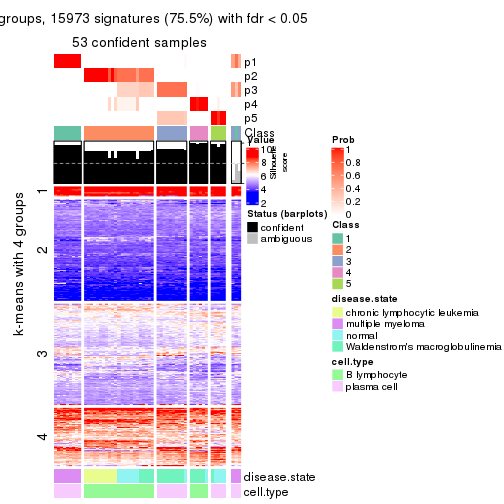 groups, 15973 signatures (75.5%) with fdr < 0.05
53 confident samples
p1
p2
p3
p4
p5
Class
k-means with 4 groups
1
2
3
4
Silhouette
score
Value
10
8
6
4
2
Status (barplots)
confident
ambiguous
Prob
1
0.8
0.6
0.4
0.2
0
Class
1
2
3
4
5
disease.state
chronic lymphocytic leukemia
multiple myeloma
normal
Waldenstrom's macroglobulinemia
cell.type
B lymphocyte
plasma cell
disease.state
cell.type